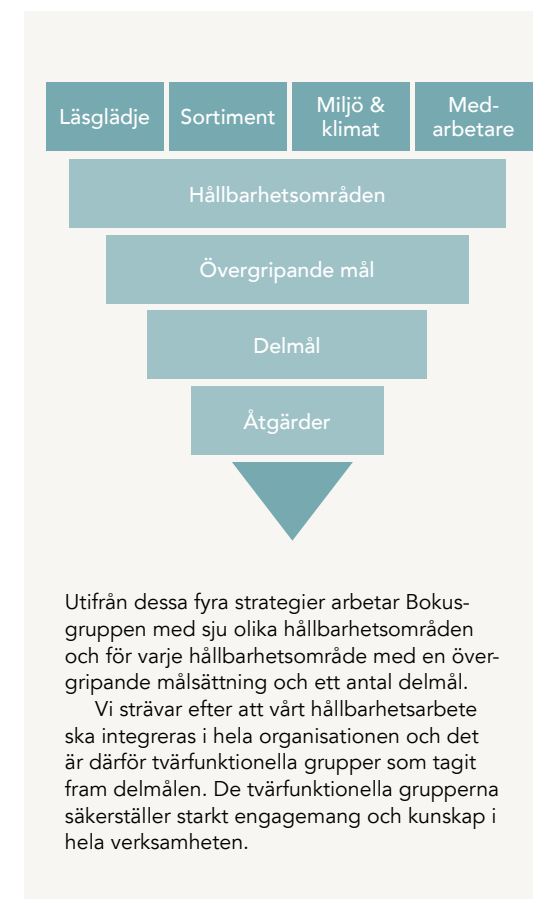 Läsglädje Sortiment Miljö & klimat Med-arbetare
Hållbarhetsområden
Övergripande mål
Delmål
Åtgärder
Utifrån dessa fyra strategier arbetar Bokus-
gruppen med sju olika hållbarhetsområden
och för varje hållbarhetsområde med en över-
gripande målsättning och ett antal delmål.
Vi strävar efter att vårt hållbarhetsarbete
ska integreras i hela organisationen och det
är därför tvärfunktionella grupper som tagit
fram delmålen. De tvärfunktionella grupperna
säkerställer starkt engagemang och kunskap i
hela verksamheten.